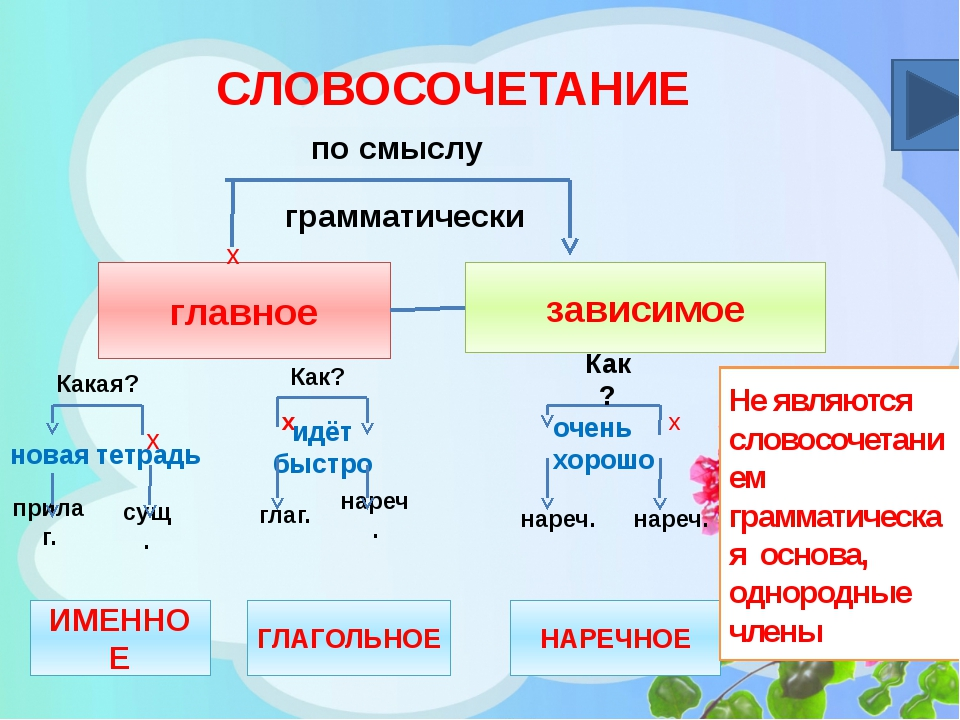 СЛОВОСОЧЕТАНИЕ
по смыслу
грамматически
х
главное
зависимое
Какая?
х
новая тетрадь
прила
г.
сущ
.
Как?
х
идёт
быстро
глаг.
нареч
.
Как
?
х
очень
хорошо
нареч.
нареч.
Не являются
словосочетани
ем
грамматическа
я основа,
однородные
члены
ИМЕННО
Е
ГЛАГОЛЬНОЕ
НАРЕЧНОЕ